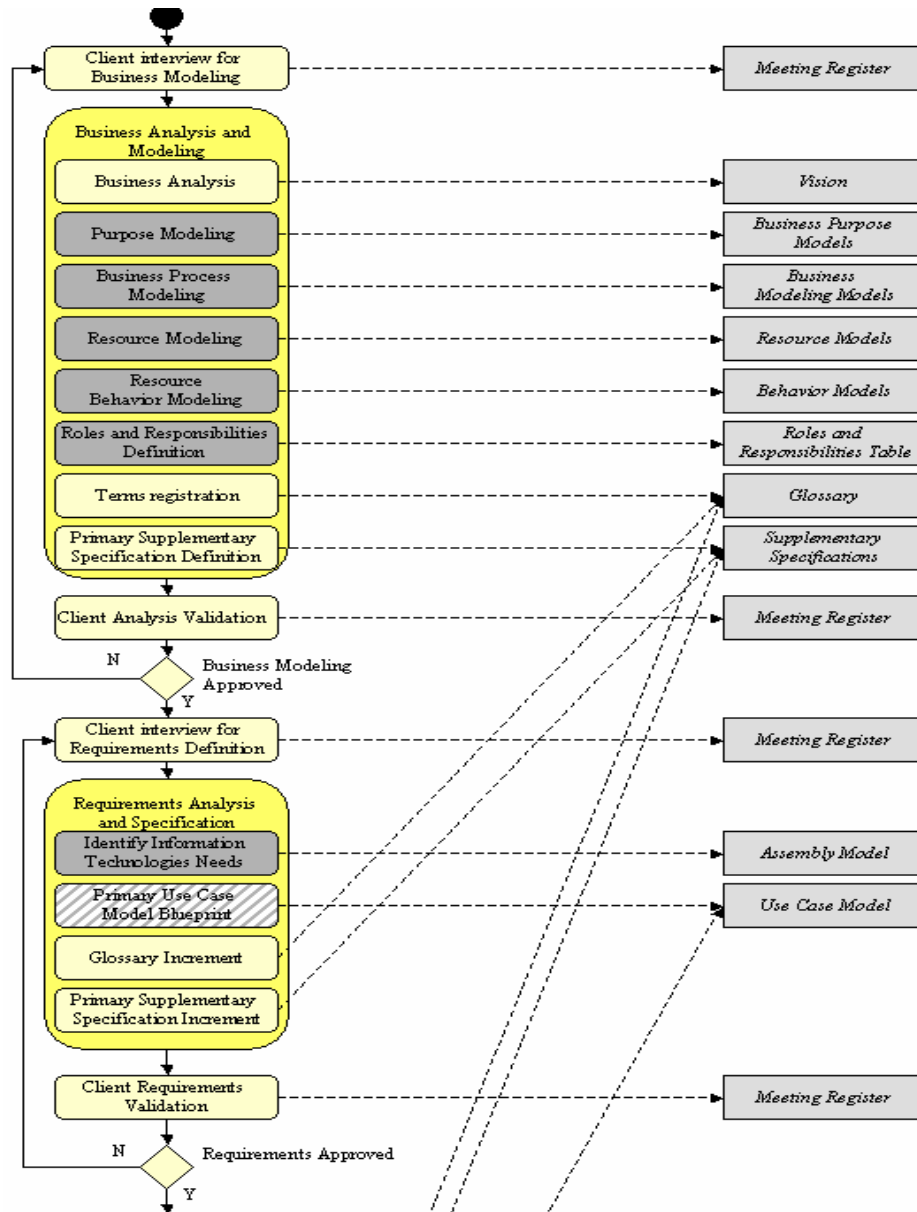 Client interview for
Business Modeling
Meeting Register
Business Analysis and
Modeling
Business Analysis
Vision
Purpose Modeling
Business Purpose
Models
Business Process
Modeling
Business
Modeling Models
Resource Modeling
Resource Models
Resource
Behavior Modeling
Behavior Models
Roles and Responsibilities
Definition
Roles and
Responsibilities Table
Terms registration
Glossary
Primary Supplementary
Specification Definition
Supplementary
Specifications
Client Analysis Validation
Meeting Register
N
Business Modeling
Approved
Y
Client interview for
Requirements Definition
Meeting Register
Requirements Analysis
and Specification
Identify Information
Technologies Needs
Assembly Model
Primary Use Case
Model Blueprint
Use Case Model
Glossary Increment
Primary Supplementary
Specification Increment
Client Requirements
Validation
Meeting Register
N
Requirements Approved
Y